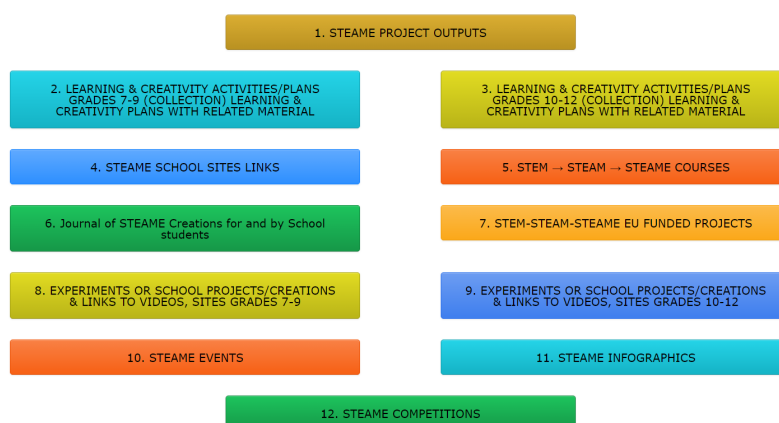 1. STEAME PROJECT OUTPUTS
2. LEARNING & CREATIVITY ACTIVITIES/PLANS
GRADES 7-9 (COLLECTION) LEARNING &
CREATIVITY PLANS WITH RELATED MATERIAL
3. LEARNING & CREATIVITY ACTIVITIES/PLANS
GRADES 10-12 (COLLECTION) LEARNING &
CREATIVITY PLANS WITH RELATED MATERIAL
4. STEAME SCHOOL SITES LINKS
5. STEM → STEAM → STEAME COURSES
6. Journal of STEAME Creations for and by School
students
7. STEM-STEAM-STEAME EU FUNDED PROJECTS
8. EXPERIMENTS OR SCHOOL PROJECTS/CREATIONS
& LINKS TO VIDEOS, SITES GRADES 7-9
9. EXPERIMENTS OR SCHOOL PROJECTS/CREATIONS
& LINKS TO VIDEOS, SITES GRADES 10-12
10. STEAME EVENTS
11. STEAME INFOGRAPHICS
12. STEAME COMPETITIONS